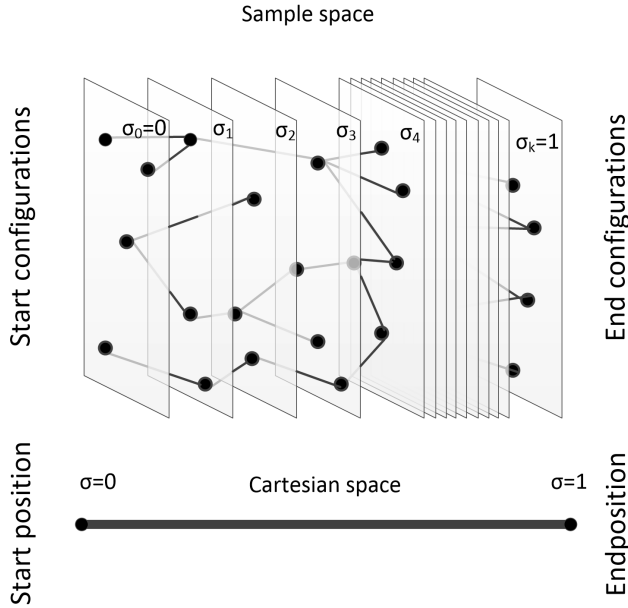 Sample space
Start configurations
σ₀=0
σ₁
σ₂
σ₃
σ₄
σₖ=1
End configurations
Start position
σ=0
Cartesian space
σ=1
Endposition